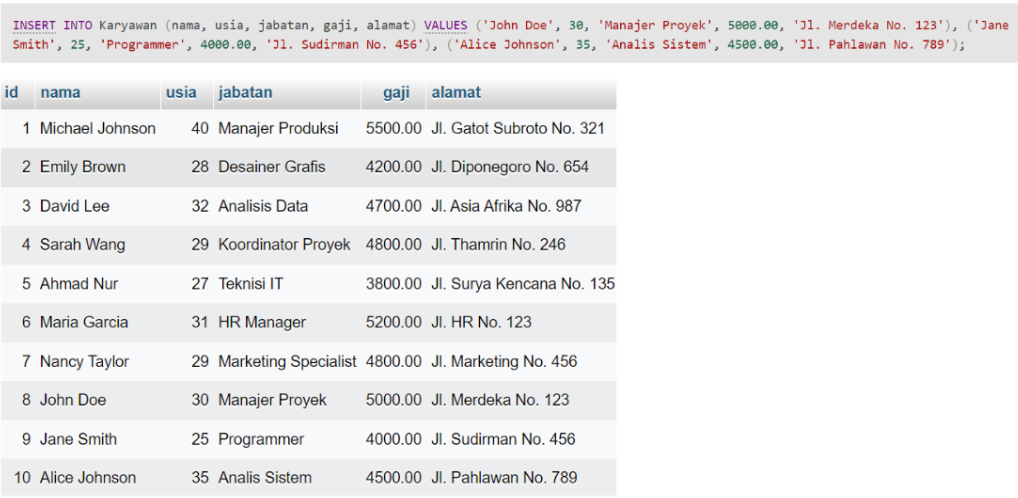 INSERT INTO Karyawan (nama, usia, jabatan, gaji, alamat) VALUES ('John Doe', 30, 'Manajer Proyek', 5000.00, 'Jl. Merdeka No. 123'), ('Jane
Smith', 25, 'Programmer', 4000.00, 'Jl. Sudirman No. 456'), ('Alice Johnson', 35, 'Analis Sistem', 4500.00, 'Jl. Pahlawan No. 789');
id nama usia jabatan gaji alamat
1 Michael Johnson 40 Manajer Produksi 5500.00 Jl. Gatot Subroto No. 321
2 Emily Brown 28 Desainer Grafis 4200.00 Jl. Diponegoro No. 654
3 David Lee 32 Analisis Data 4700.00 Jl. Asia Afrika No. 987
4 Sarah Wang 29 Koordinator Proyek 4800.00 Jl. Thamrin No. 246
5 Ahmad Nur 27 Teknisi IT 3800.00 Jl. Surya Kencana No. 135
6 Maria Garcia 31 HR Manager 5200.00 Jl. HR No. 123
7 Nancy Taylor 29 Marketing Specialist 4800.00 Jl. Marketing No. 456
8 John Doe 30 Manajer Proyek 5000.00 Jl. Merdeka No. 123
9 Jane Smith 25 Programmer 4000.00 Jl. Sudirman No. 456
10 Alice Johnson 35 Analis Sistem 4500.00 Jl. Pahlawan No. 789